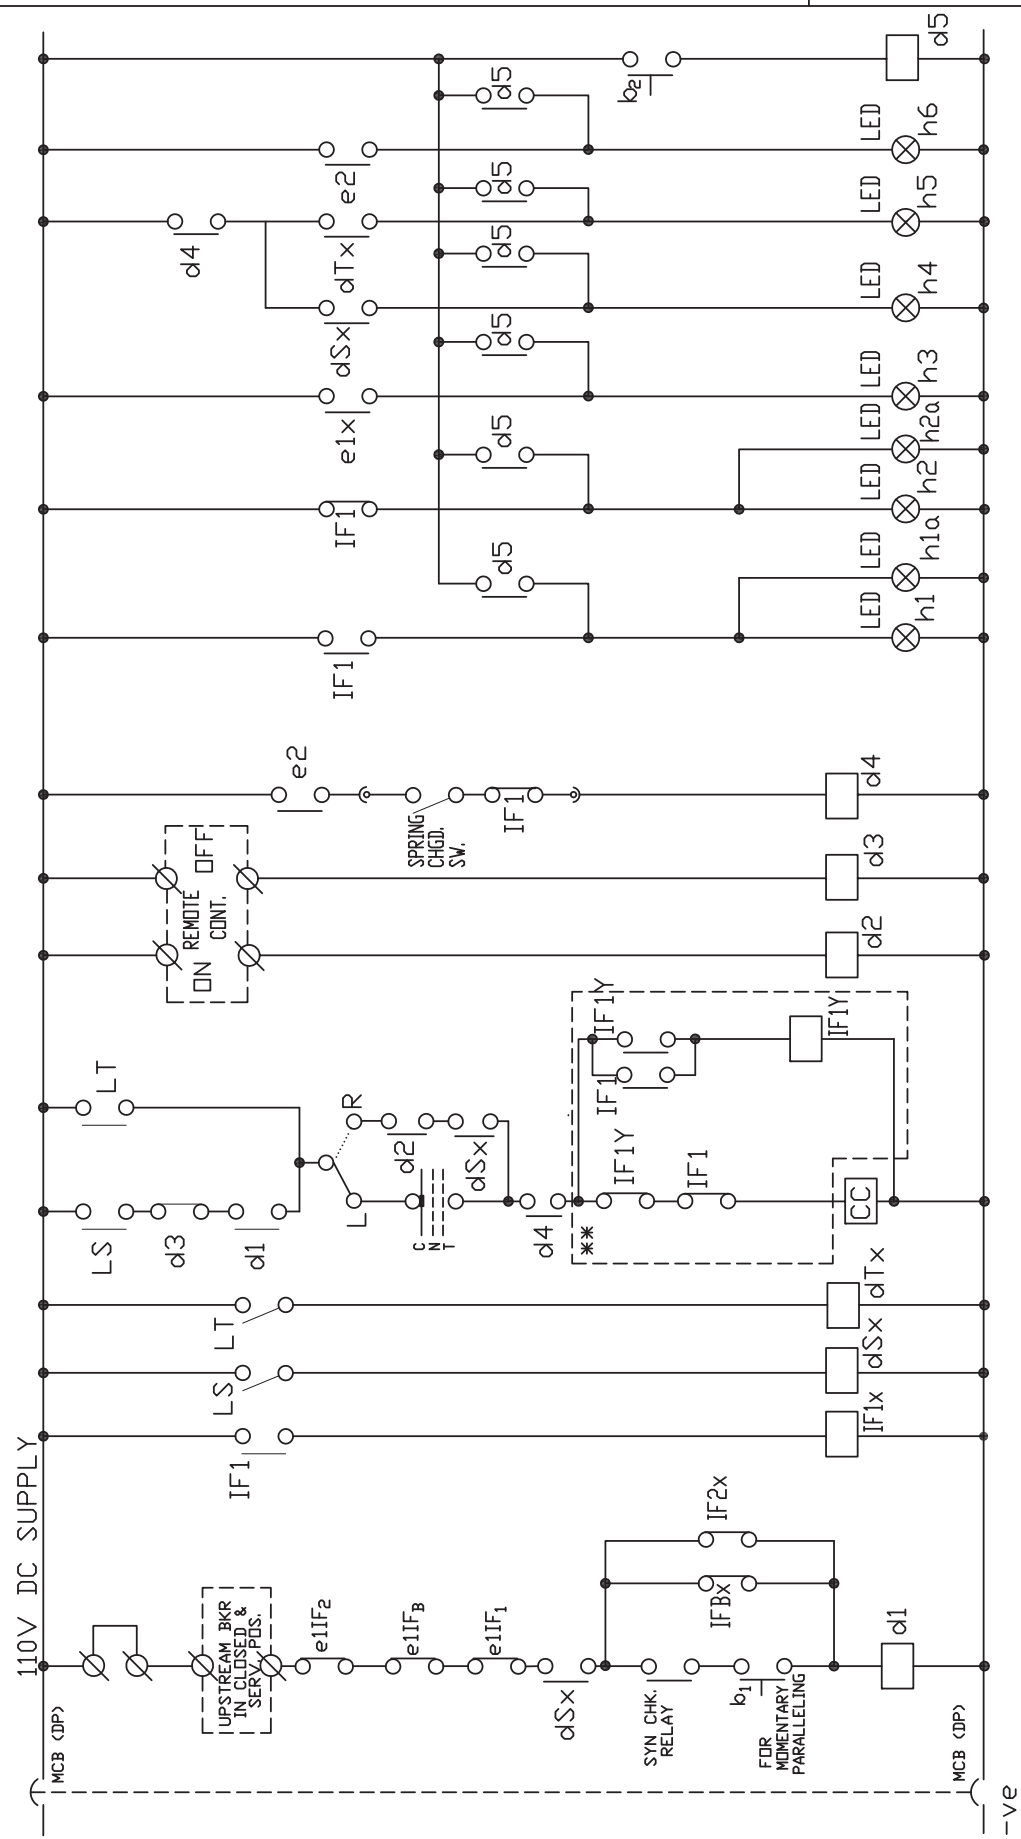 110V DC SUPPLY
MCB (DP)
UPSTREAM BKR
IN CLOSED &
SERV. POS.
e1IF2
e1IFB
e1IF1
dSx
SYN CHK.
RELAY
b1
FOR
MOMENTARY
PARALLELING
IFBx
IF2x
d1
MCB (DP)
-ve
IF1
IF1x
LS
dSx
LT
dTx
LS
d3
d1
LT
L
R
C
N
T
d2
dSx
d4
**
IF1Y
IF1
IF1
IF1Y
CC
IF1Y
ON
REMOTE
CONT.
OFF
d2
d3
e2
SPRING
CHGD.
SW.
IF1
d4
IF1
d5
LED
h1
LED
h1a
IF1
d5
LED
h2
LED
h2a
e1x
d5
LED
h3
dSx
d5
LED
h4
d4
dTx
d5
LED
h5
e2
d5
LED
h6
b2
d5